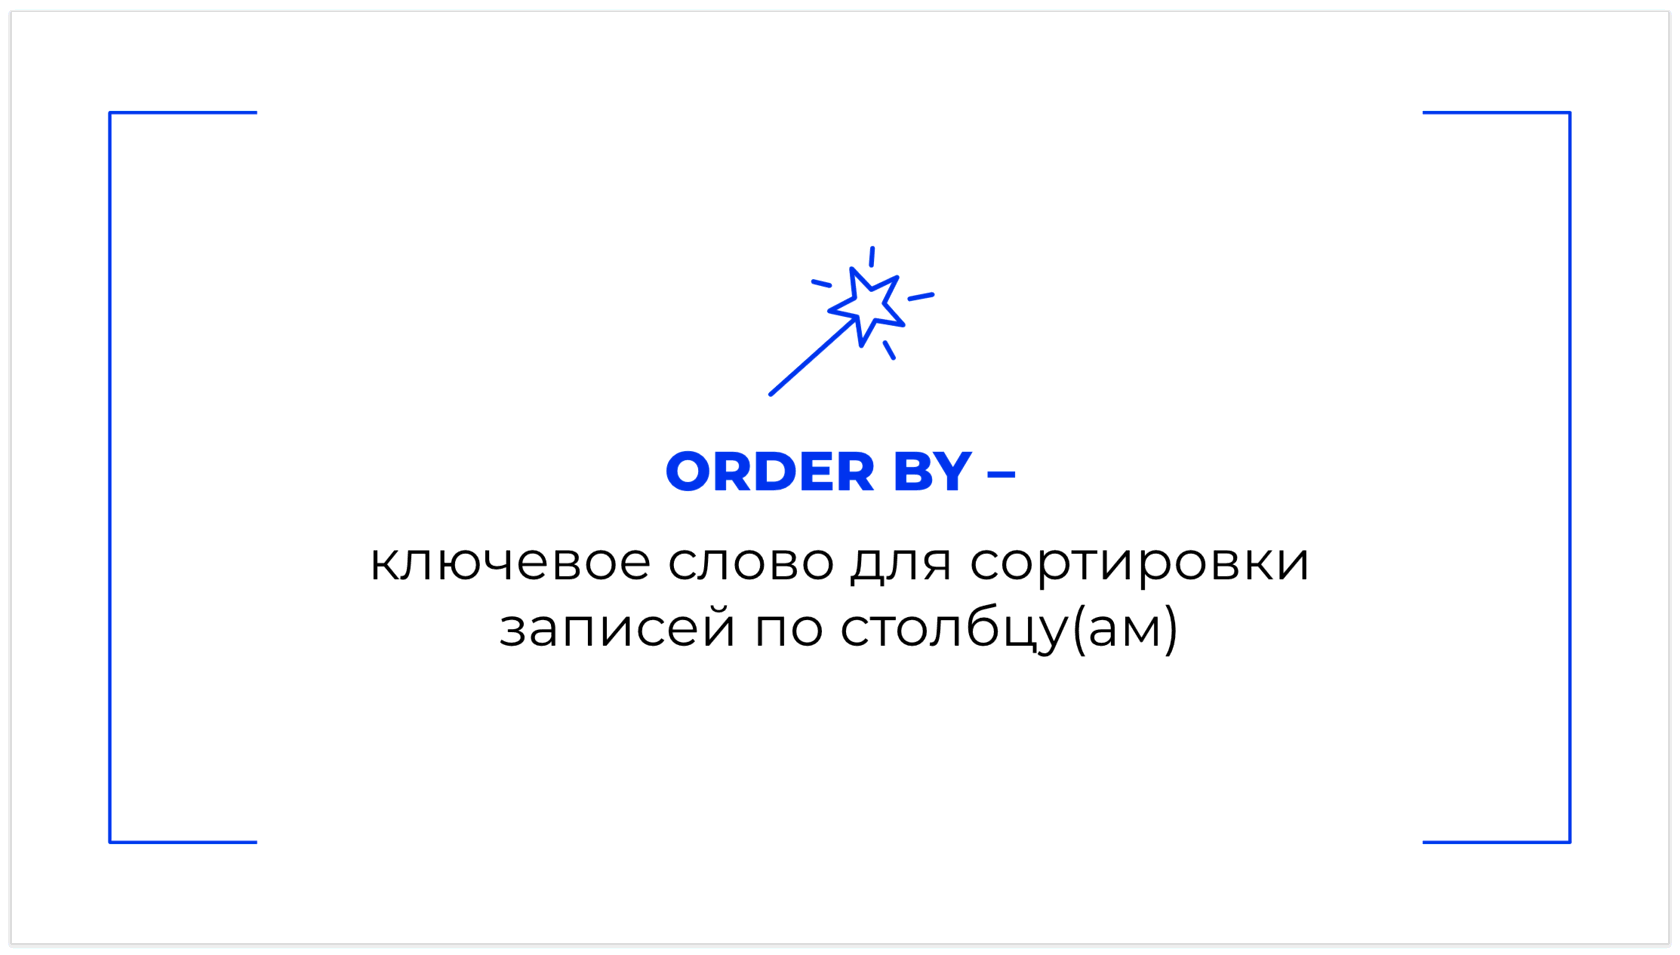 ORDER BY –
ключевое слово для сортировки
записей по столбцу(ам)